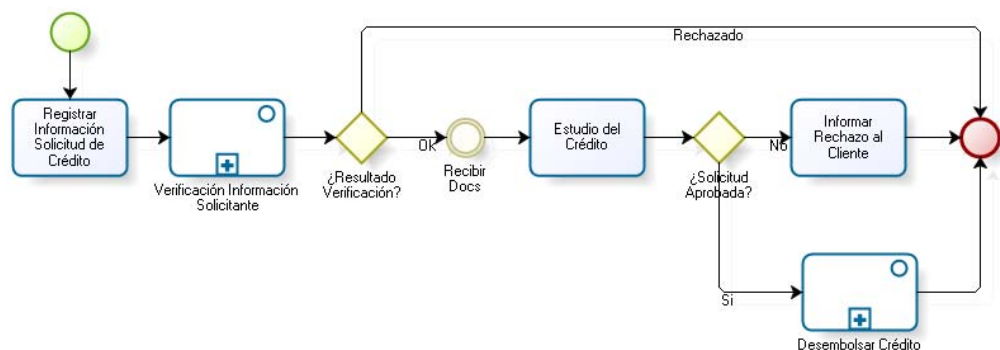 Rechazado
Registrar
Información
Solicitud de
Crédito
Verificación Información
Solicitante
¿Resultado
Verificación?
OK
Recibir
Docs
Estudio del
Crédito
¿Solicitud
Aprobada?
No
Informar
Rechazo al
Cliente
Si
Desembolsar Crédito